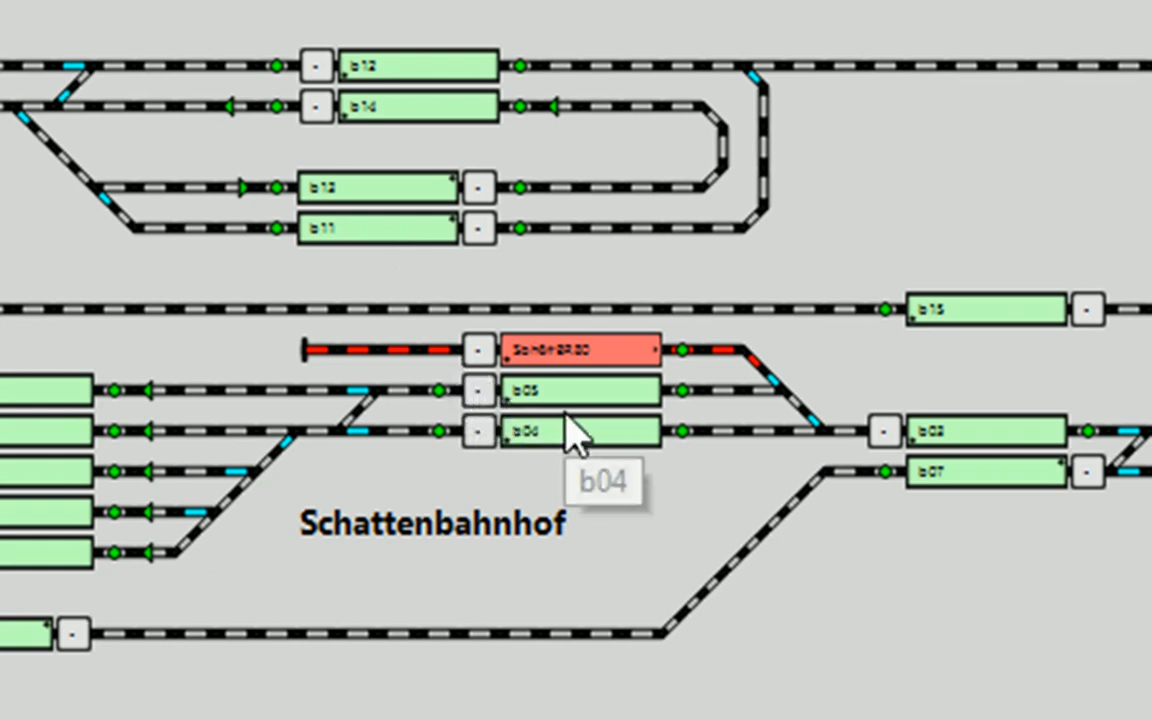 b12
b14
b13
b11
b15
b05
b04
b03
b07
b04
Schattenbahnhof